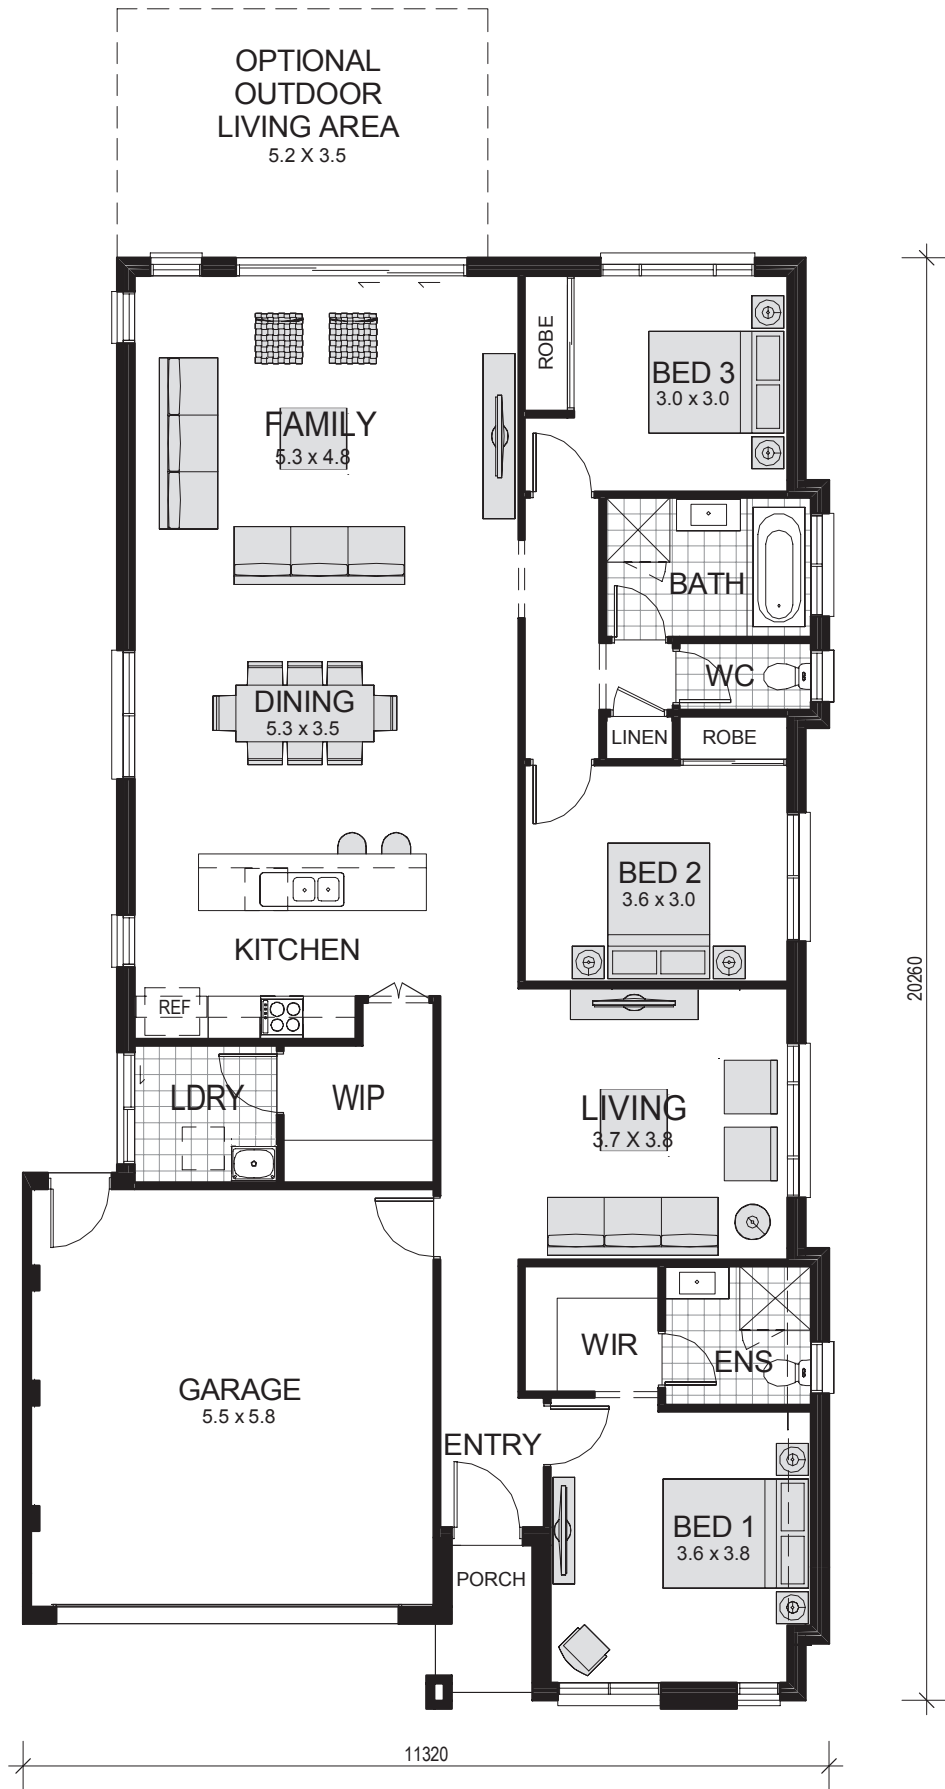 OPTIONAL
OUTDOOR
LIVING AREA
5.2 X 3.5
ROBE
BED 3
3.0 x 3.0
FAMILY
5.3 x 4.8
BATH
WC
DINING
5.3 x 3.5
LINEN
ROBE
BED 2
3.6 x 3.0
KITCHEN
REF
20260
LDRY
WIP
LIVING
3.7 X 3.8
WIR
ENS
GARAGE
5.5 x 5.8
ENTRY
BED 1
3.6 x 3.8
PORCH
11320